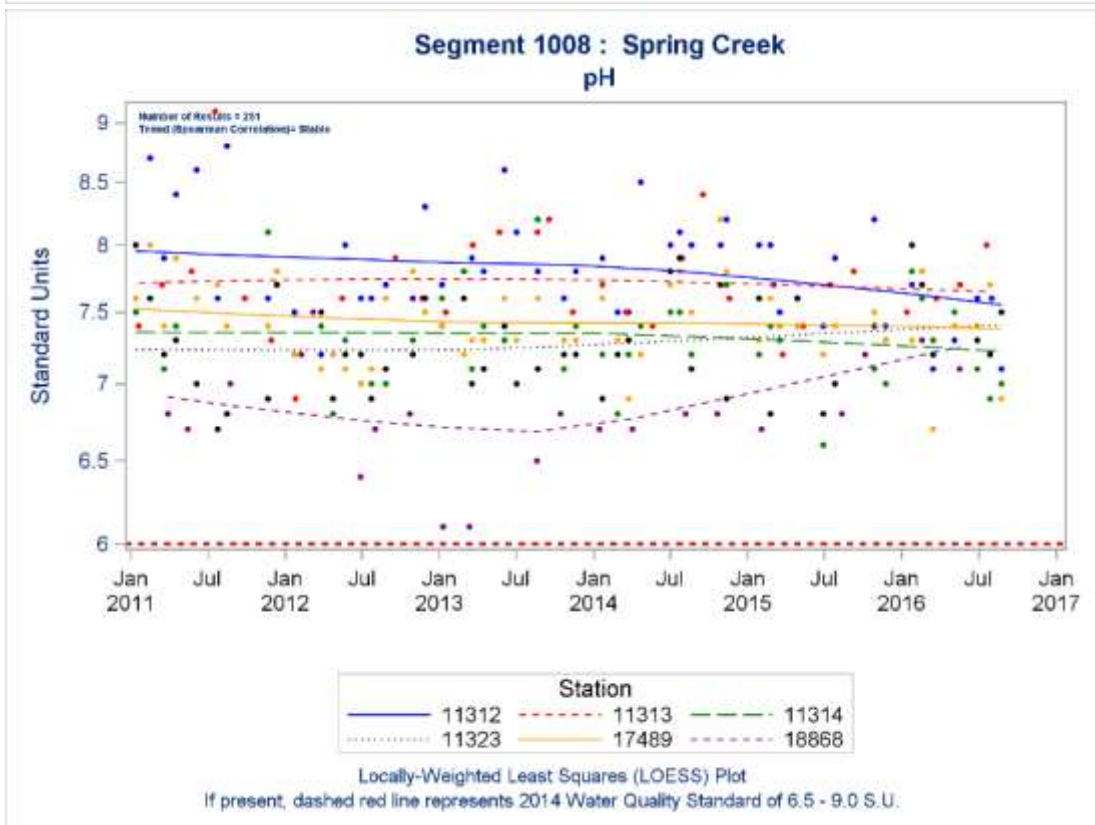 Segment 1008 : Spring Creek
pH
Number of Results = 251
Trend (Spearman Correlation)= Stable
Standard Units
9
8.5
8
7.5
7
6.5
6
Jan Jul Jan Jul Jan Jul Jan Jul Jan Jul Jan Jul Jan
2011 2012 2013 2014 2015 2016 2017
Station
11312 11313 11314
11323 17489 18868
Locally-Weighted Least Squares (LOESS) Plot
If present, dashed red line represents 2014 Water Quality Standard of 6.5 - 9.0 S.U.